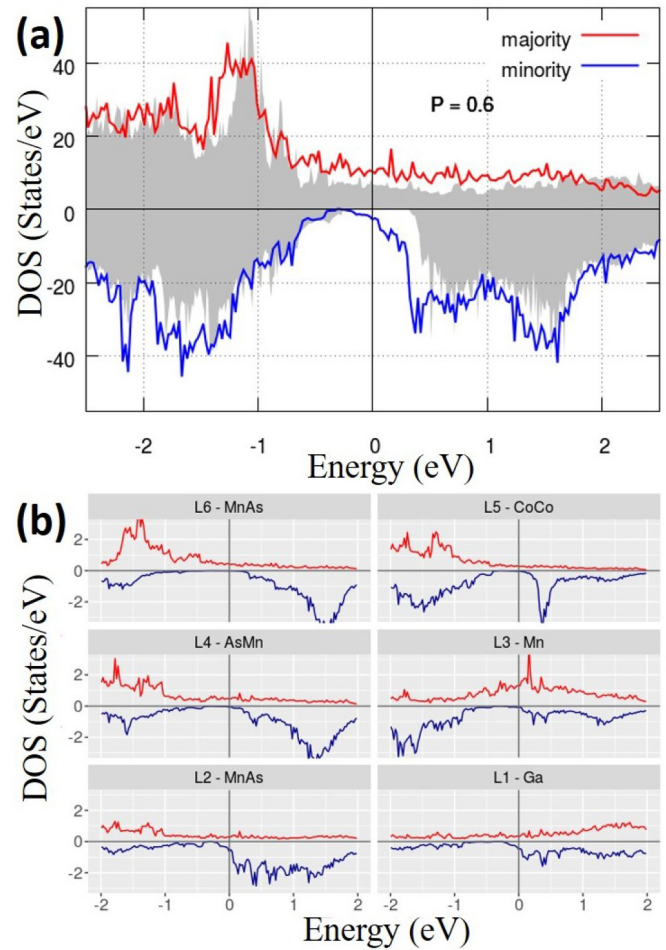 (a)
majority
minority
P = 0.6
DOS (States/eV)
40
20
0
-20
-40
-2
-1
0
1
2
Energy (eV)
(b)
L6 - MnAs
L5 - CoCo
2
0
-2
L4 - AsMn
L3 - Mn
2
0
-2
L2 - MnAs
L1 - Ga
2
0
-2
DOS (States/eV)
-2 -1 0 1 2 -2 -1 0 1 2
Energy (eV)